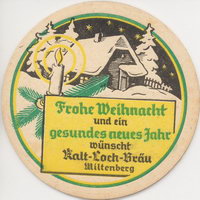 Frohe Weihnacht
und ein
gesundes neues Jahr
wünscht
Kalt-Loch-Bräu
Miltenberg